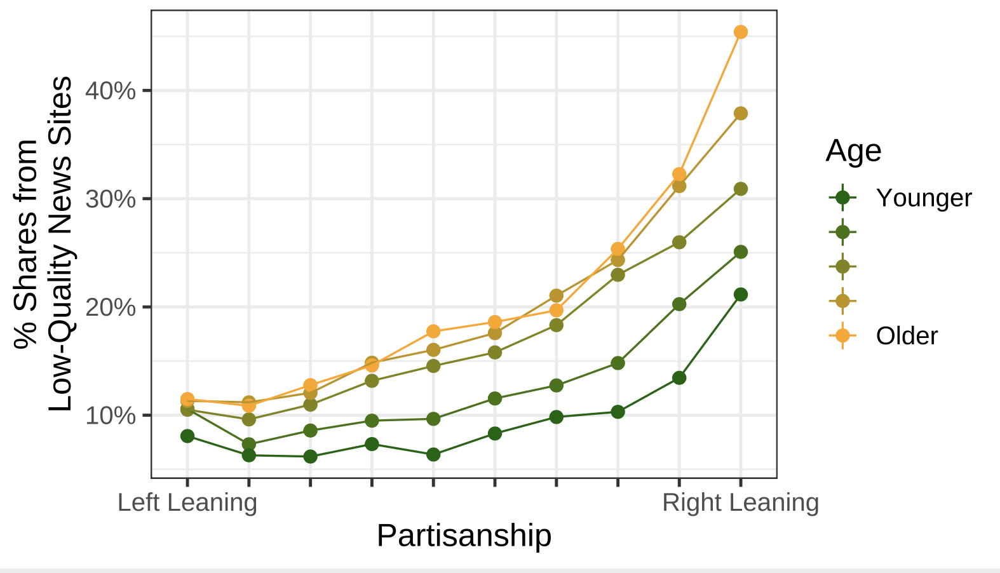 % Shares from
Low-Quality News Sites
40%
30%
20%
10%
Left Leaning
Right Leaning
Partisanship
Age
Younger
Older